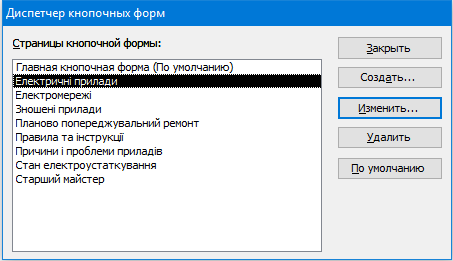 Диспетчер кнопочных форм
Страницы кнопочной формы:
Главная кнопочная форма (По умолчанию)
Електричні прилади
Електромережі
Зношені прилади
Планово попереджувальний ремонт
Правила та інструкції
Причини і проблеми приладів
Стан електроустаткування
Старший майстер
Закрыть
Создать...
Изменить...
Удалить
По умолчанию